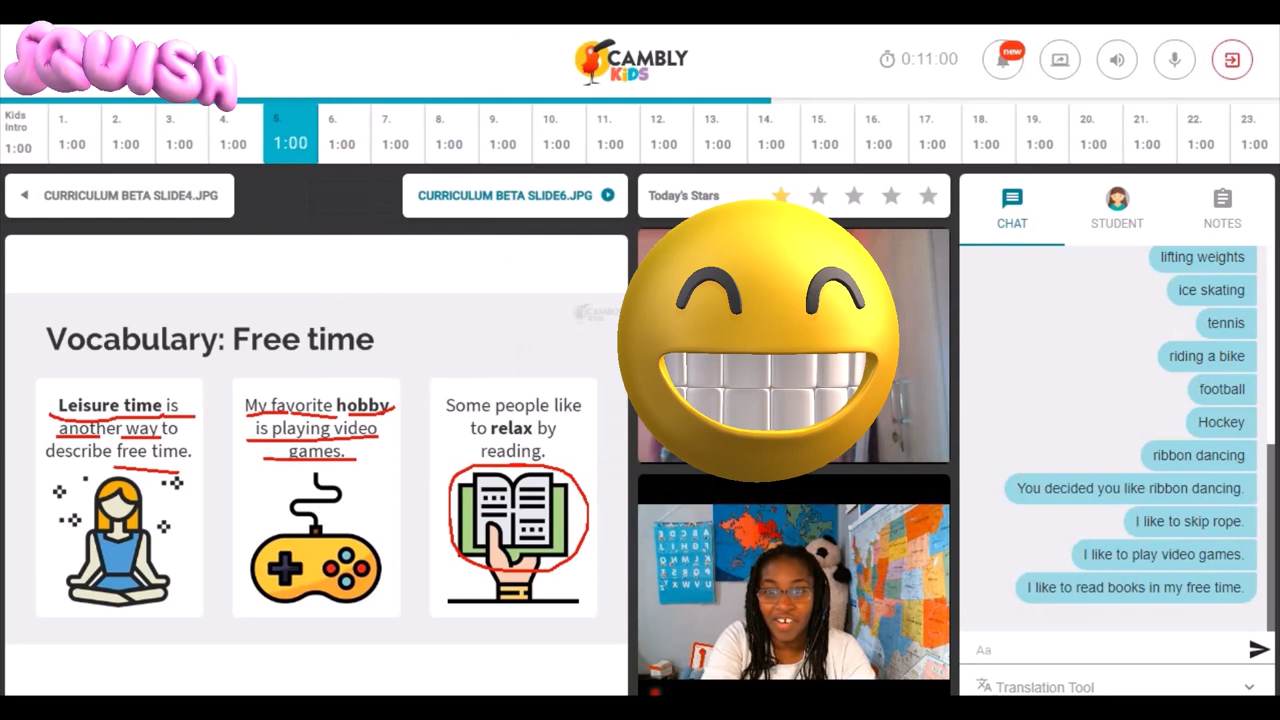 SQUISH
CAMBLY
KIDS
0:11:00
new
Kids Intro 1:00
1. 1:00
2. 1:00
3. 1:00
4. 1:00
5. 1:00
6. 1:00
7. 1:00
8. 1:00
9. 1:00
10. 1:00
11. 1:00
12. 1:00
13. 1:00
14. 1:00
15. 1:00
16. 1:00
17. 1:00
18. 1:00
19. 1:00
20. 1:00
21. 1:00
22. 1:00
23. 1:00
CURRICULUM BETA SLIDE4.JPG
CURRICULUM BETA SLIDE6.JPG
Today's Stars
CHAT
STUDENT
NOTES
CAMBLY
KIDS
Vocabulary: Free time
Leisure time is
another way to
describe free time.
My favorite hobby
is playing video
games.
Some people like
to relax by
reading.
lifting weights
ice skating
tennis
riding a bike
football
Hockey
ribbon dancing
You decided you like ribbon dancing.
I like to skip rope.
I like to play video games.
I like to read books in my free time.
Aa
Translation Tool